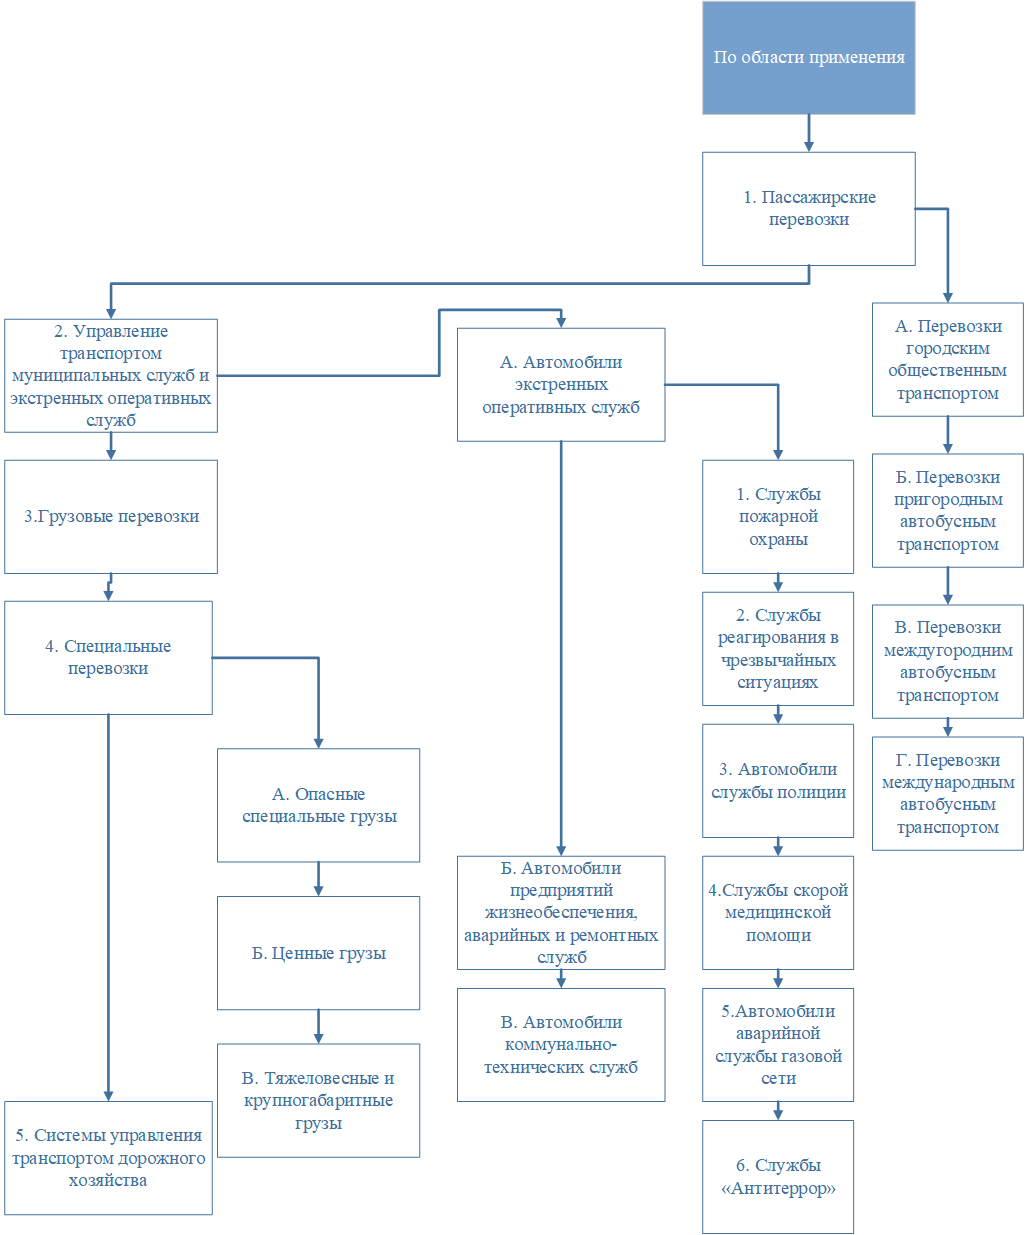 По области применения
1. Пассажирские
перевозки
А. Перевозки
городским
общественным
транспортом
Б. Перевозки
пригородным
автобусным
транспортом
В. Перевозки
междугородним
автобусным
транспортом
Г. Перевозки
международным
автобусным
транспортом
2. Управление
транспортом
муниципальных служб и
экстренных оперативных
служб
А. Автомобили
экстренных
оперативных служб
1. Службы
пожарной
охраны
2. Службы
реагирования в
чрезвычайных
ситуациях
3. Автомобили
службы полиции
4.Службы скорой
медицинской
помощи
5.Автомобили
аварийной
службы газовой
сети
6. Службы
«Антитеррор»
Б. Автомобили
предприятий
жизнеобеспечения,
аварийных и ремонтных
служб
В. Автомобили
коммунально-
технических служб
3.Грузовые перевозки
4. Специальные
перевозки
А. Опасные
специальные грузы
Б. Ценные грузы
В. Тяжеловесные и
крупногабаритные
грузы
5. Системы управления
транспортом дорожного
хозяйства